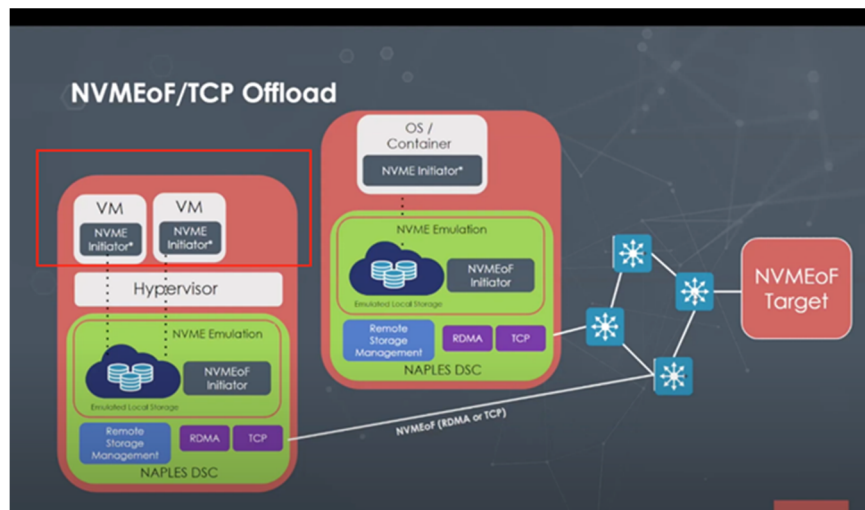 NVMEoF/TCP Offload
VM
NVME
Initiator*
VM
NVME
Initiator*
Hypervisor
NVME Emulation
NVMEoF
Initiator
Emulated Local Storage
Remote
Storage
Management
RDMA
TCP
NAPLES DSC
OS /
Container
NVME Initiator*
NVME Emulation
NVMEoF
Initiator
Emulated Local Storage
Remote
Storage
Management
RDMA
TCP
NAPLES DSC
NVMEoF (RDMA or TCP)
NVMEoF
Target